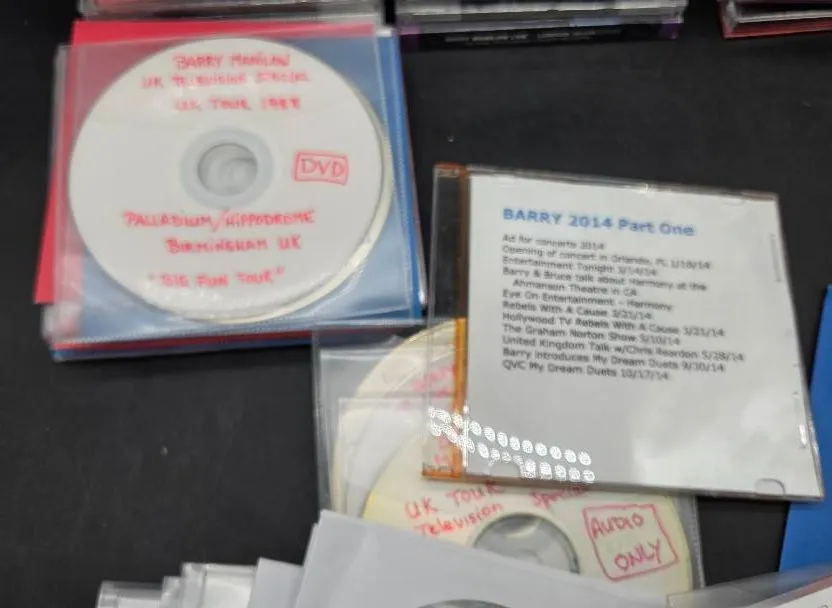 BARRY MANILOW
UK TELEVISION SPECIAL
UK TOUR 1988
DVD
PALLADIUM/HIPPODROME
BIRMINGHAM UK
"BIG FUN TOUR"
BARRY 2014 Part One
Ad for concerts 2014
Opening of concert in Orlando, FL 1/18/14
Entertainment Tonight 3/14/14
Barry & Bruce talk about Harmony at the
Ahmanson Theatre in CA
Eye On Entertainment - Harmony
Rebels With A Cause 3/21/14
Hollywood TV Rebels With A Cause 3/21/14
The Graham Norton Show 5/10/14
United Kingdom Talk w/Chris Reardon 5/28/14
Barry Introduces My Dream Duets 9/30/14
QVC My Dream Duets 10/17/14
UK TOUR
Television Special
AUDIO
ONLY